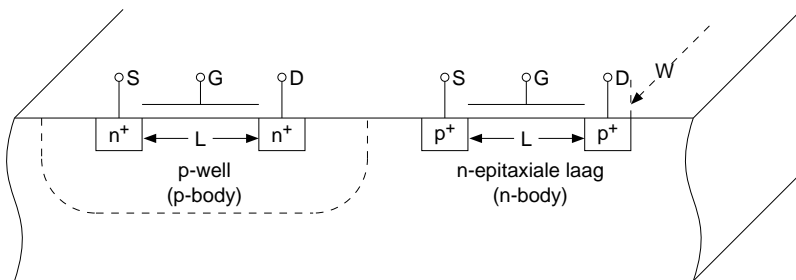 S G D S G D W
n⁺ L n⁺ p⁺ L p⁺
p-well n-epitaxiale laag
(p-body) (n-body)